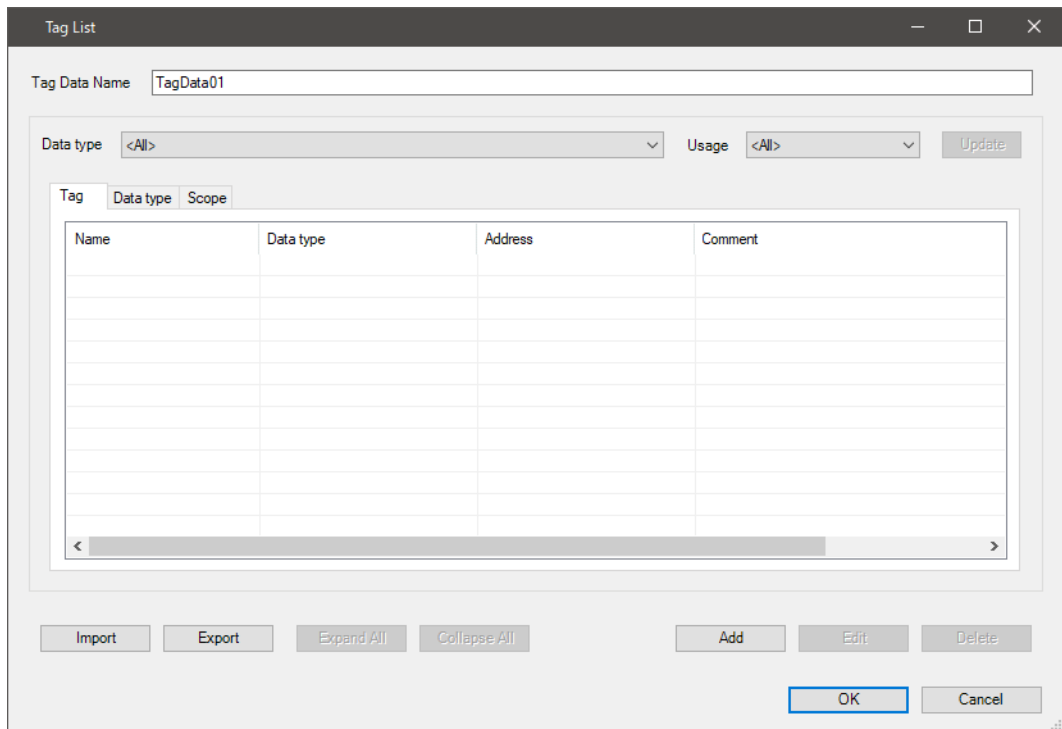 Tag List
Tag Data Name TagData01
Data type <All> Usage <All> Update
Tag Data type Scope
Name Data type Address Comment
Import Export Expand All Collapse All Add Edit Delete
OK Cancel